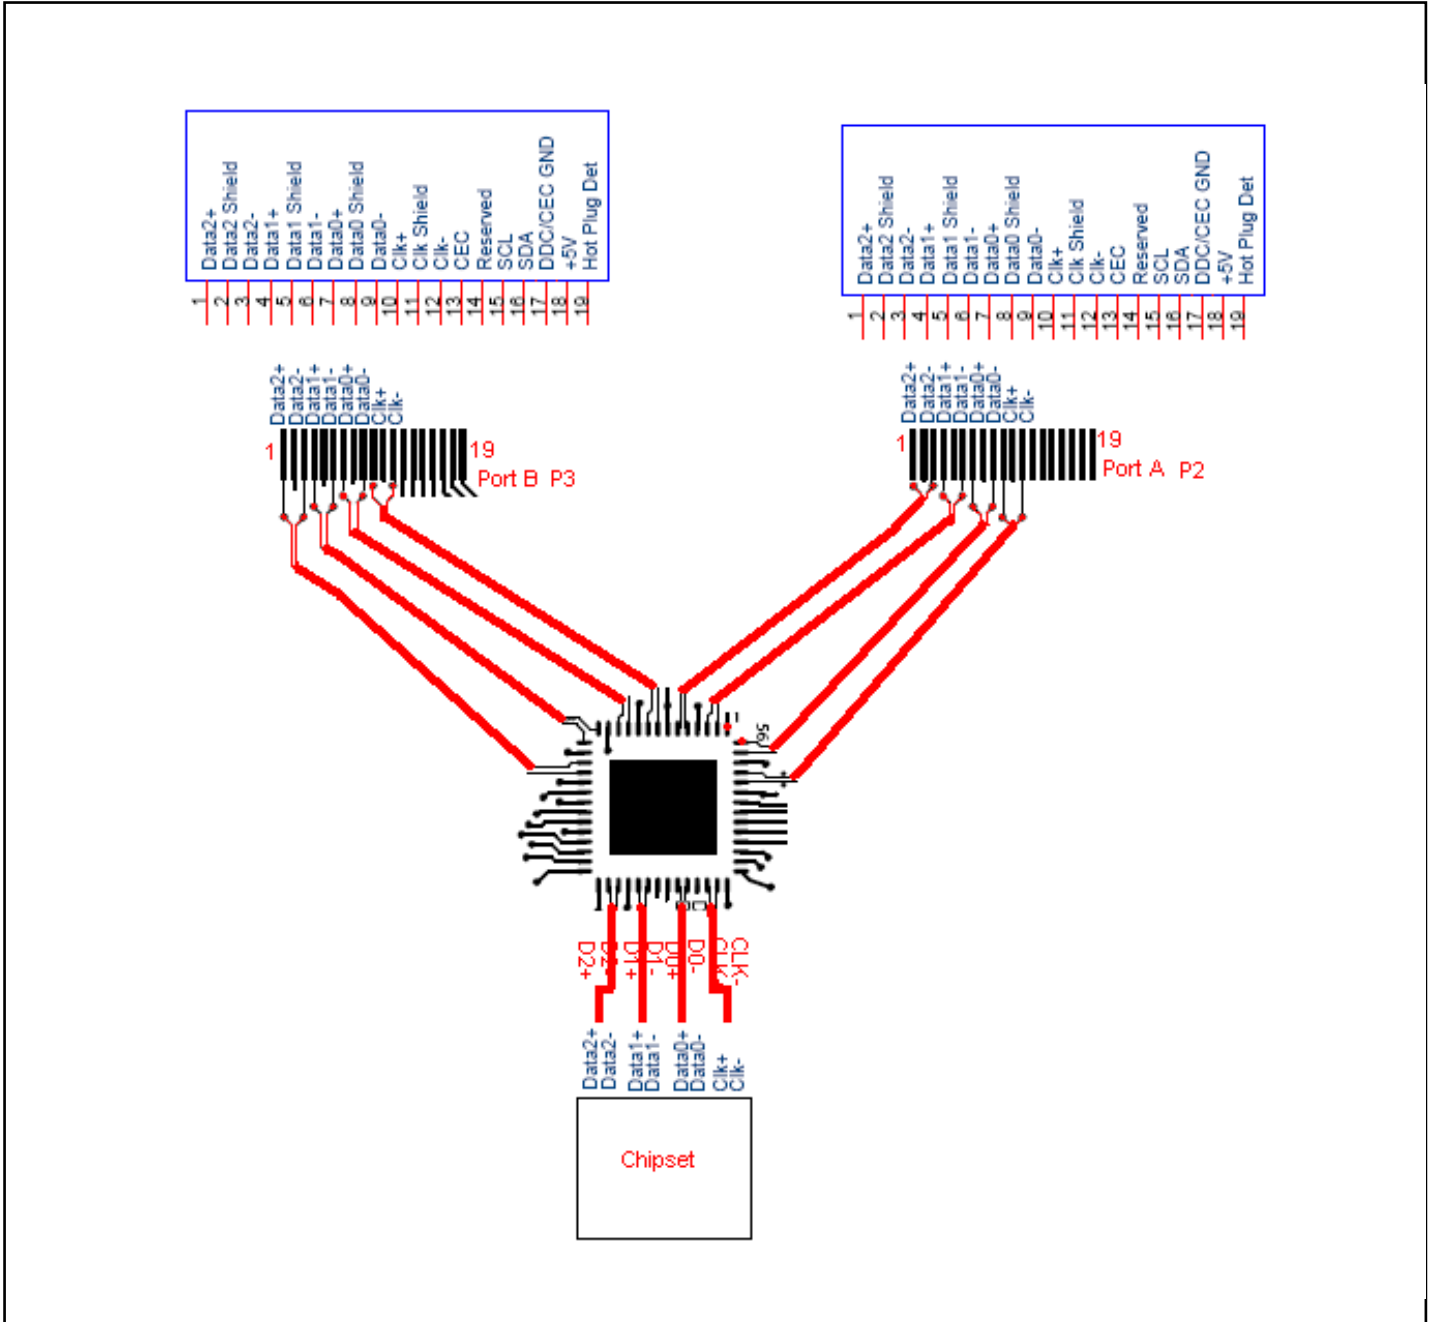 Data2+
Data2 Shield
Data2-
Data1+
Data1 Shield
Data1-
Data0+
Data0 Shield
Data0-
Clk+
Clk Shield
Clk-
CEC
Reserved
SCL
SDA
DDC/CEC GND
+5V
Hot Plug Det
1
2
3
4
5
6
7
8
9
10
11
12
13
14
15
16
17
18
19
Data2+
Data2 Shield
Data2-
Data1+
Data1 Shield
Data1-
Data0+
Data0 Shield
Data0-
Clk+
Clk Shield
Clk-
CEC
Reserved
SCL
SDA
DDC/CEC GND
+5V
Hot Plug Det
1
2
3
4
5
6
7
8
9
10
11
12
13
14
15
16
17
18
19
Data2+
Data2-
Data1+
Data1-
Data0+
Data0-
Clk+
Clk-
1
19
Port B P3
Data2+
Data2-
Data1+
Data1-
Data0+
Data0-
Clk+
Clk-
1
19
Port A P2
1
56
D2+
D2-
D1+
D1-
D0+
D0-
CLK-
Data2+
Data2-
Data1+
Data1-
Data0+
Data0-
Clk+
Clk-
Chipset